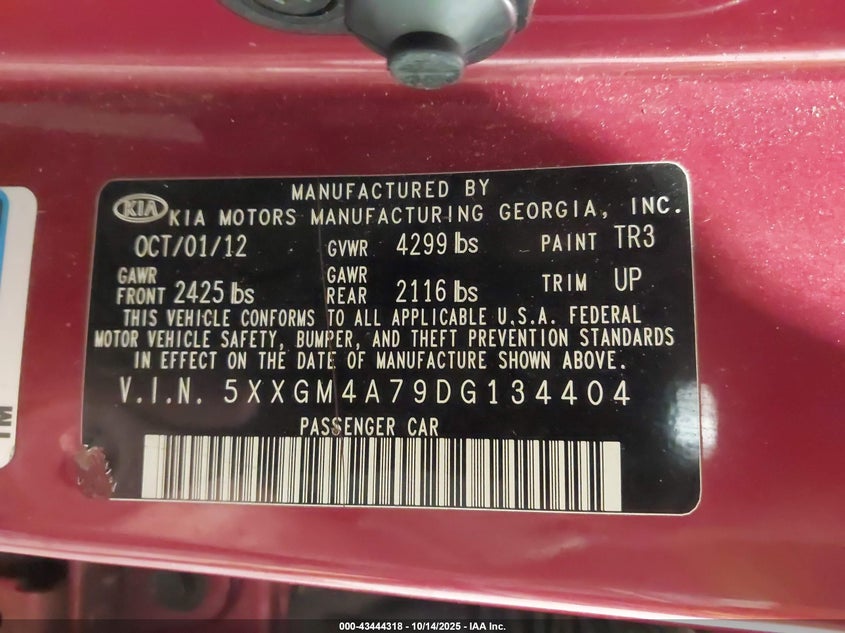 MANUFACTURED BY
KIA KIA MOTORS MANUFACTURING GEORGIA, INC.
OCT/01/12 GVWR 4299 lbs PAINT TR3
GAWR FRONT 2425 lbs GAWR REAR 2116 lbs TRIM UP
THIS VEHICLE CONFORMS TO ALL APPLICABLE U.S.A. FEDERAL
MOTOR VEHICLE SAFETY, BUMPER, AND THEFT PREVENTION STANDARDS
IN EFFECT ON THE DATE OF MANUFACTURE SHOWN ABOVE.
V.I.N. 5XXGM4A79DG134404
PASSENGER CAR
000-43444318 - 10/14/2025 - IAA Inc.